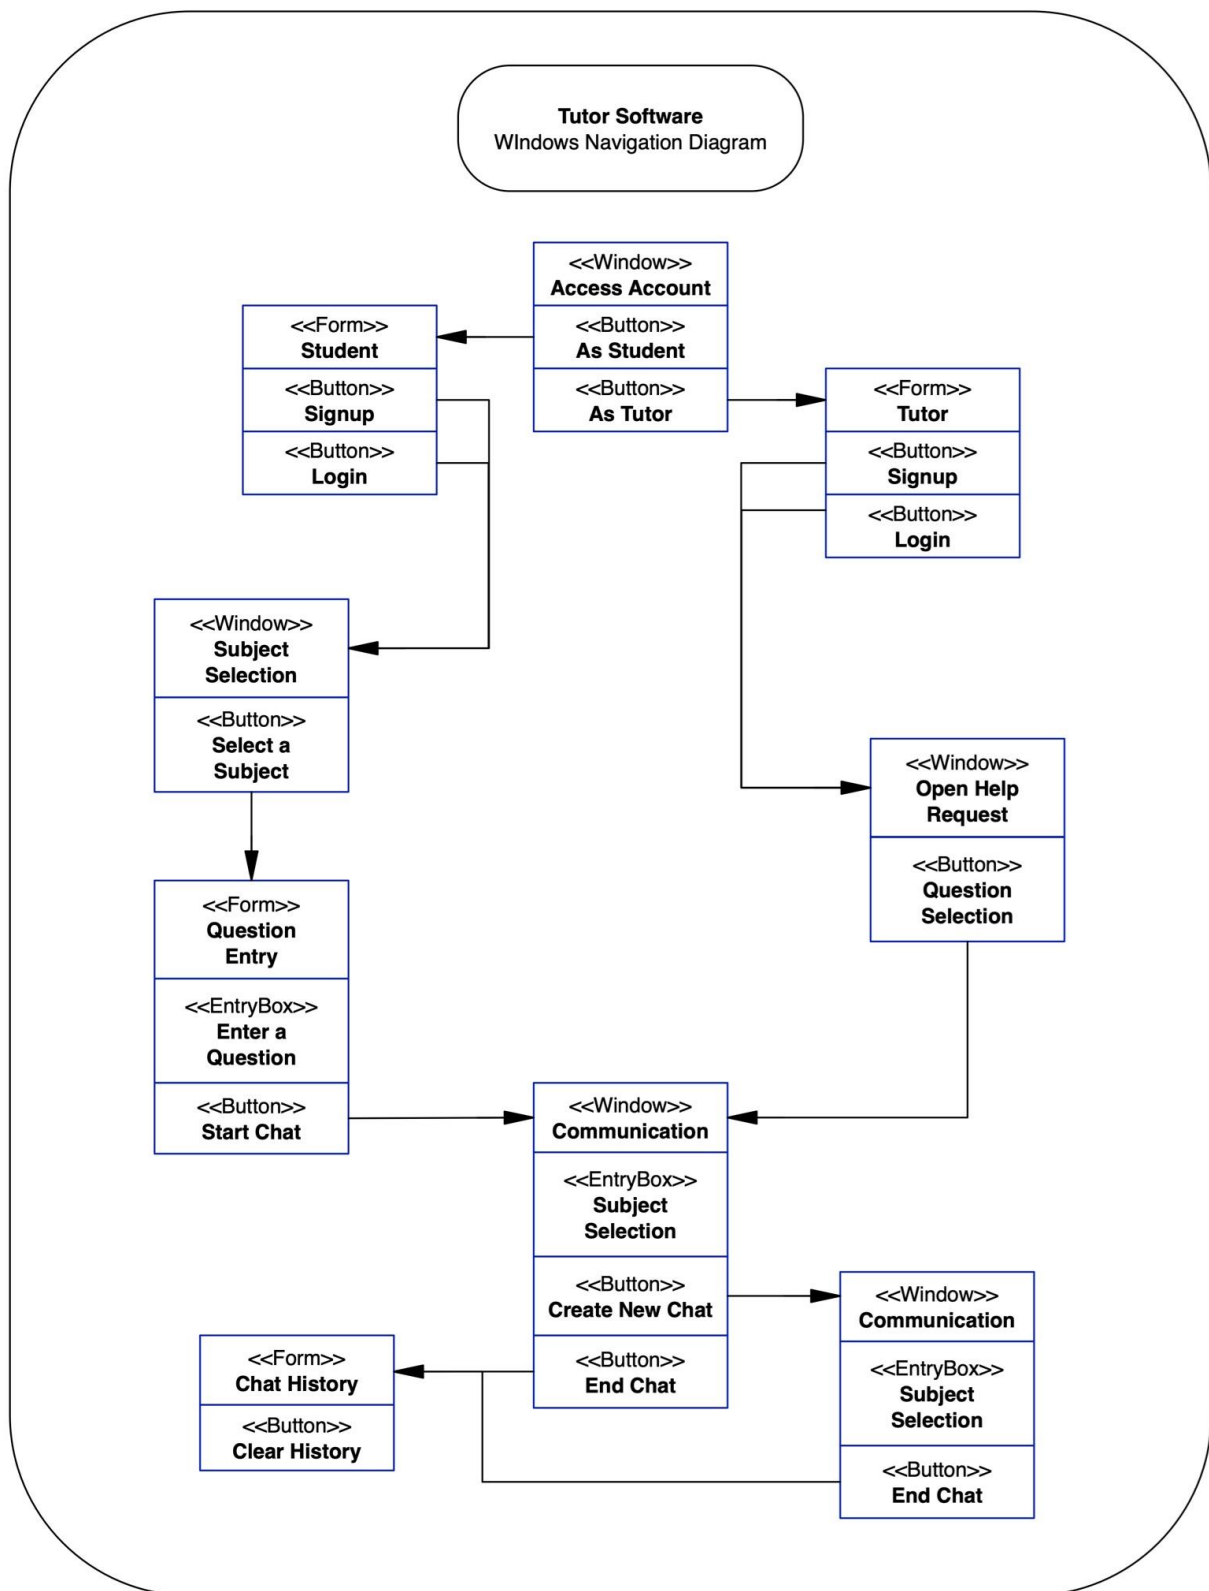 Tutor Software
WIndows Navigation Diagram
<<Window>>
Access Account
<<Button>>
As Student
<<Button>>
As Tutor
<<Form>>
Student
<<Button>>
Signup
<<Button>>
Login
<<Form>>
Tutor
<<Button>>
Signup
<<Button>>
Login
<<Window>>
Subject
Selection
<<Button>>
Select a
Subject
<<Window>>
Open Help
Request
<<Button>>
Question
Selection
<<Form>>
Question
Entry
<<EntryBox>>
Enter a
Question
<<Button>>
Start Chat
<<Window>>
Communication
<<EntryBox>>
Subject
Selection
<<Button>>
Create New Chat
<<Button>>
End Chat
<<Window>>
Communication
<<EntryBox>>
Subject
Selection
<<Button>>
End Chat
<<Form>>
Chat History
<<Button>>
Clear History